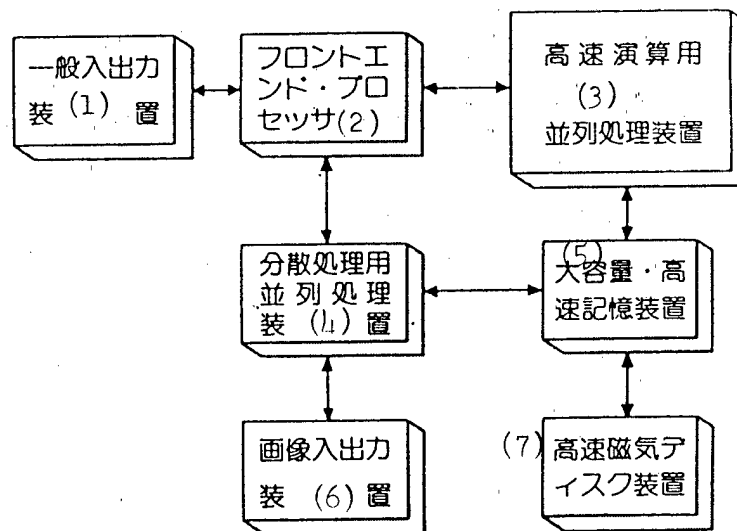 一般入出力
装(1)置
フロントエ
ンド・プロ
セッサ(2)
高速演算用
(3)
並列処理装置
分散処理用
並列処理
装(4)置
(5)
大容量・高
速記憶装置
画像入出力
装(6)置
(7)高速磁気デ
ィスク装置